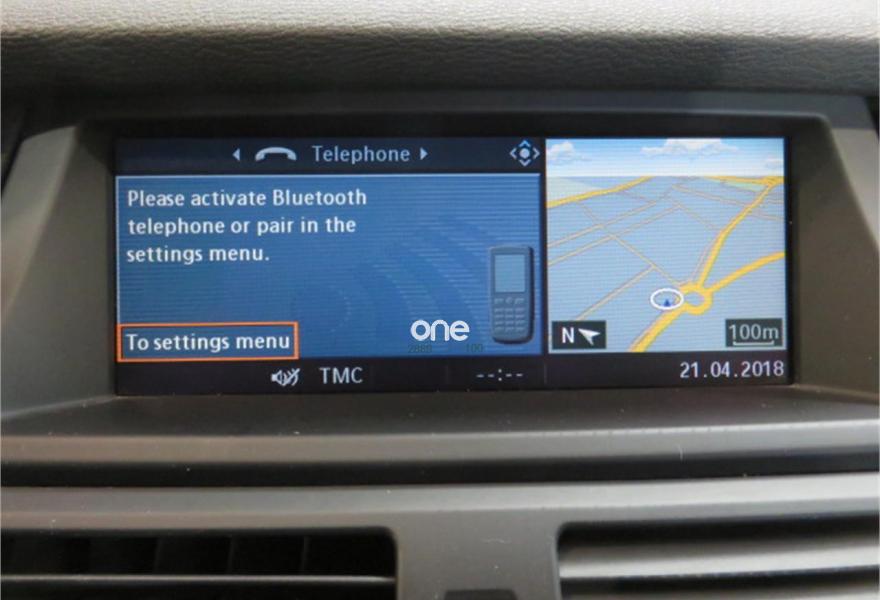 Telephone
Please activate Bluetooth
telephone or pair in the
settings menu.
To settings menu
one
N
100m
TMC
--:--
21.04.2018